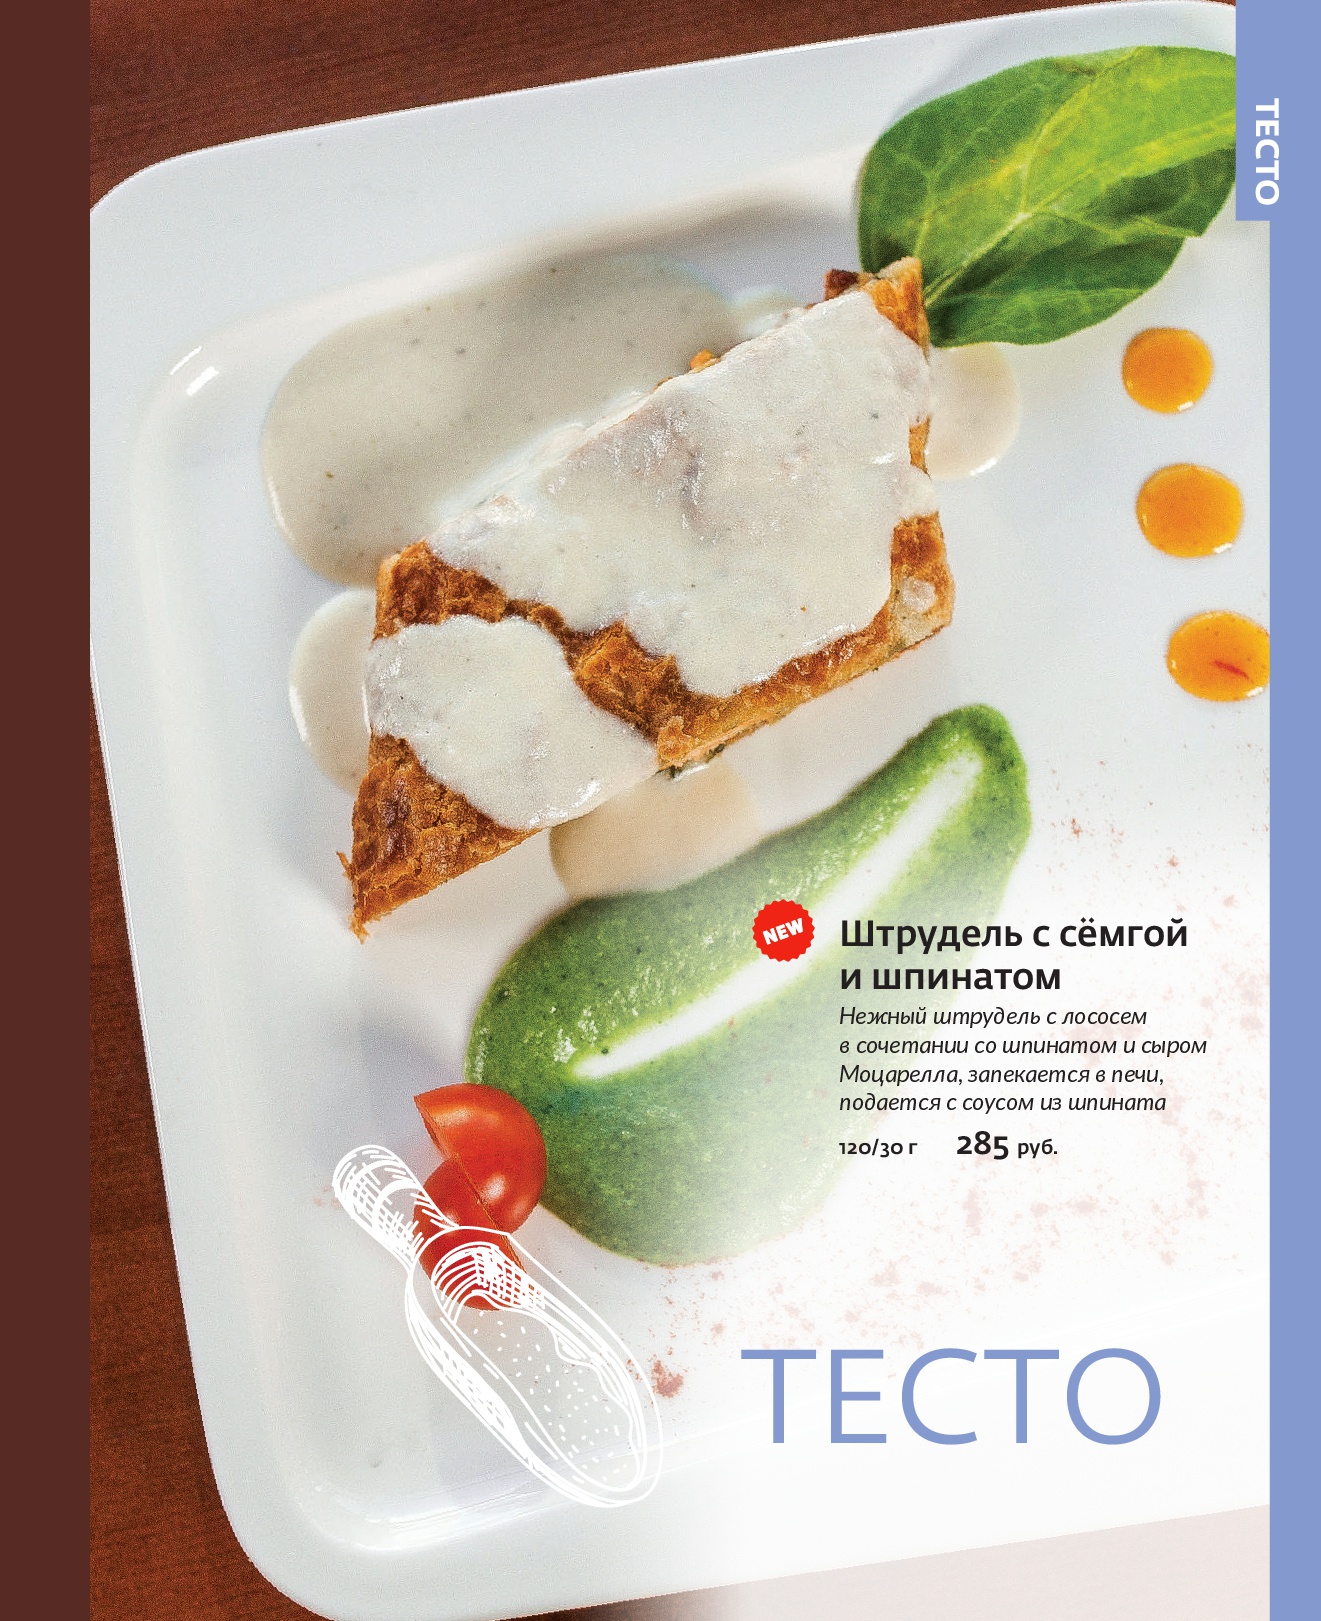 ТЕСТО
NEW
Штрудель с сёмгой
и шпинатом
Нежный штрудель с лососем
в сочетании со шпинатом и сыром
Моцарелла, запекается в печи,
подается с соусом из шпината
120/30 г 285 руб.
ТЕСТО